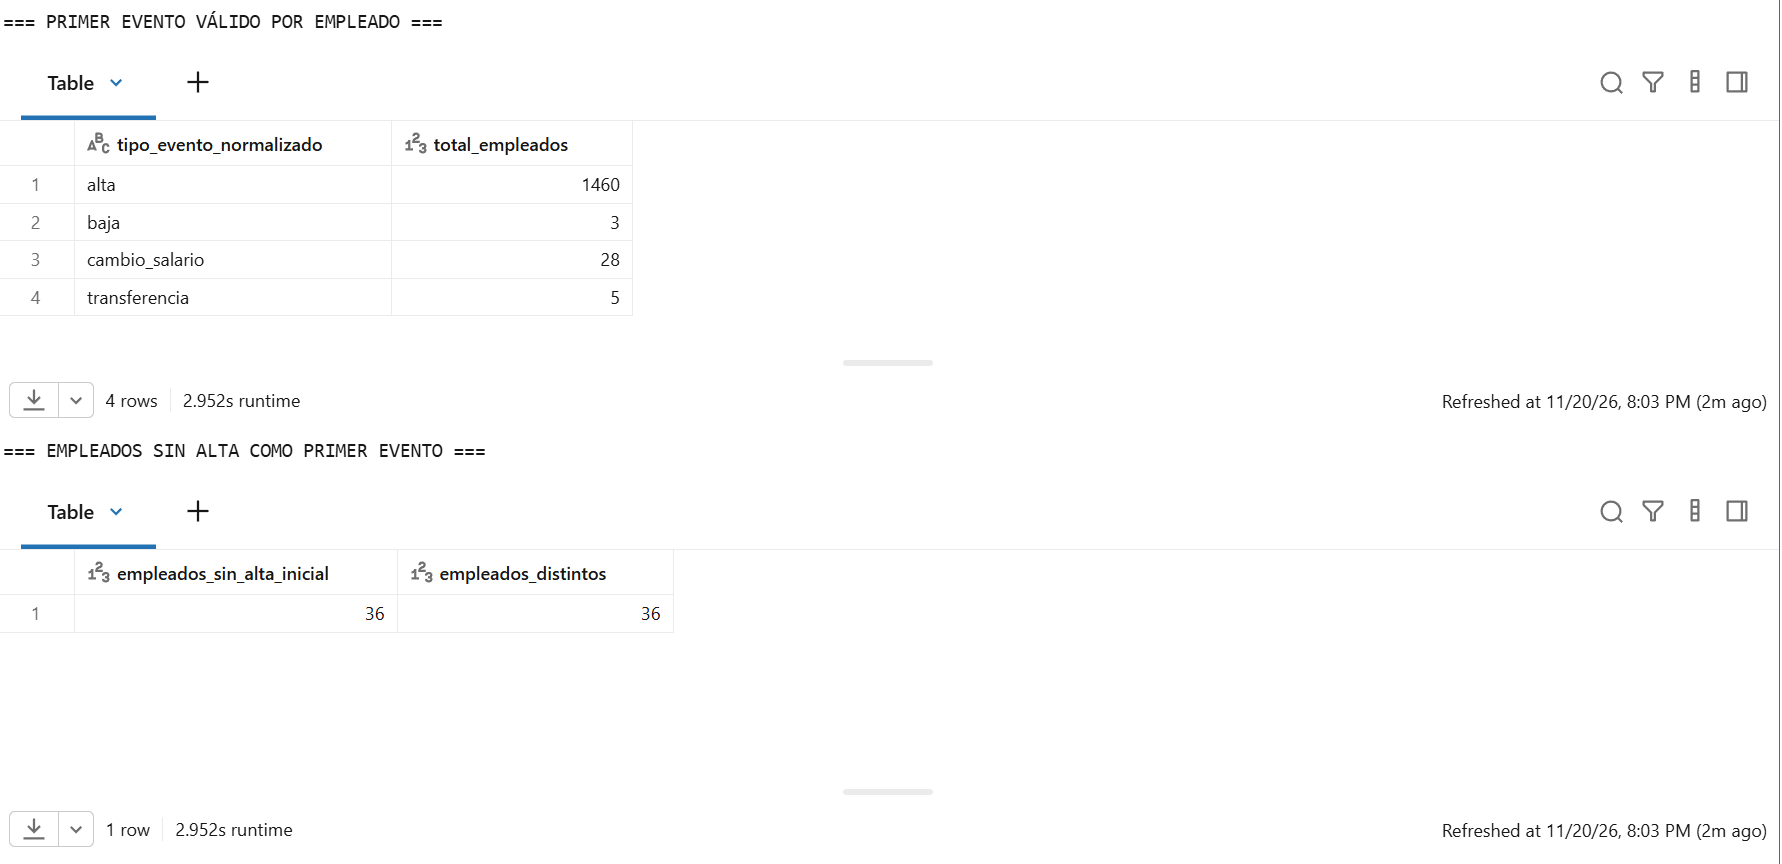 === PRIMER EVENTO VÁLIDO POR EMPLEADO ===
Table
tipo_evento_normalizado total_empleados
1 alta 1460
2 baja 3
3 cambio_salario 28
4 transferencia 5
4 rows 2.952s runtime Refreshed at 11/20/26, 8:03 PM (2m ago)
=== EMPLEADOS SIN ALTA COMO PRIMER EVENTO ===
Table
empleados_sin_alta_inicial empleados_distintos
1 36 36
1 row 2.952s runtime Refreshed at 11/20/26, 8:03 PM (2m ago)